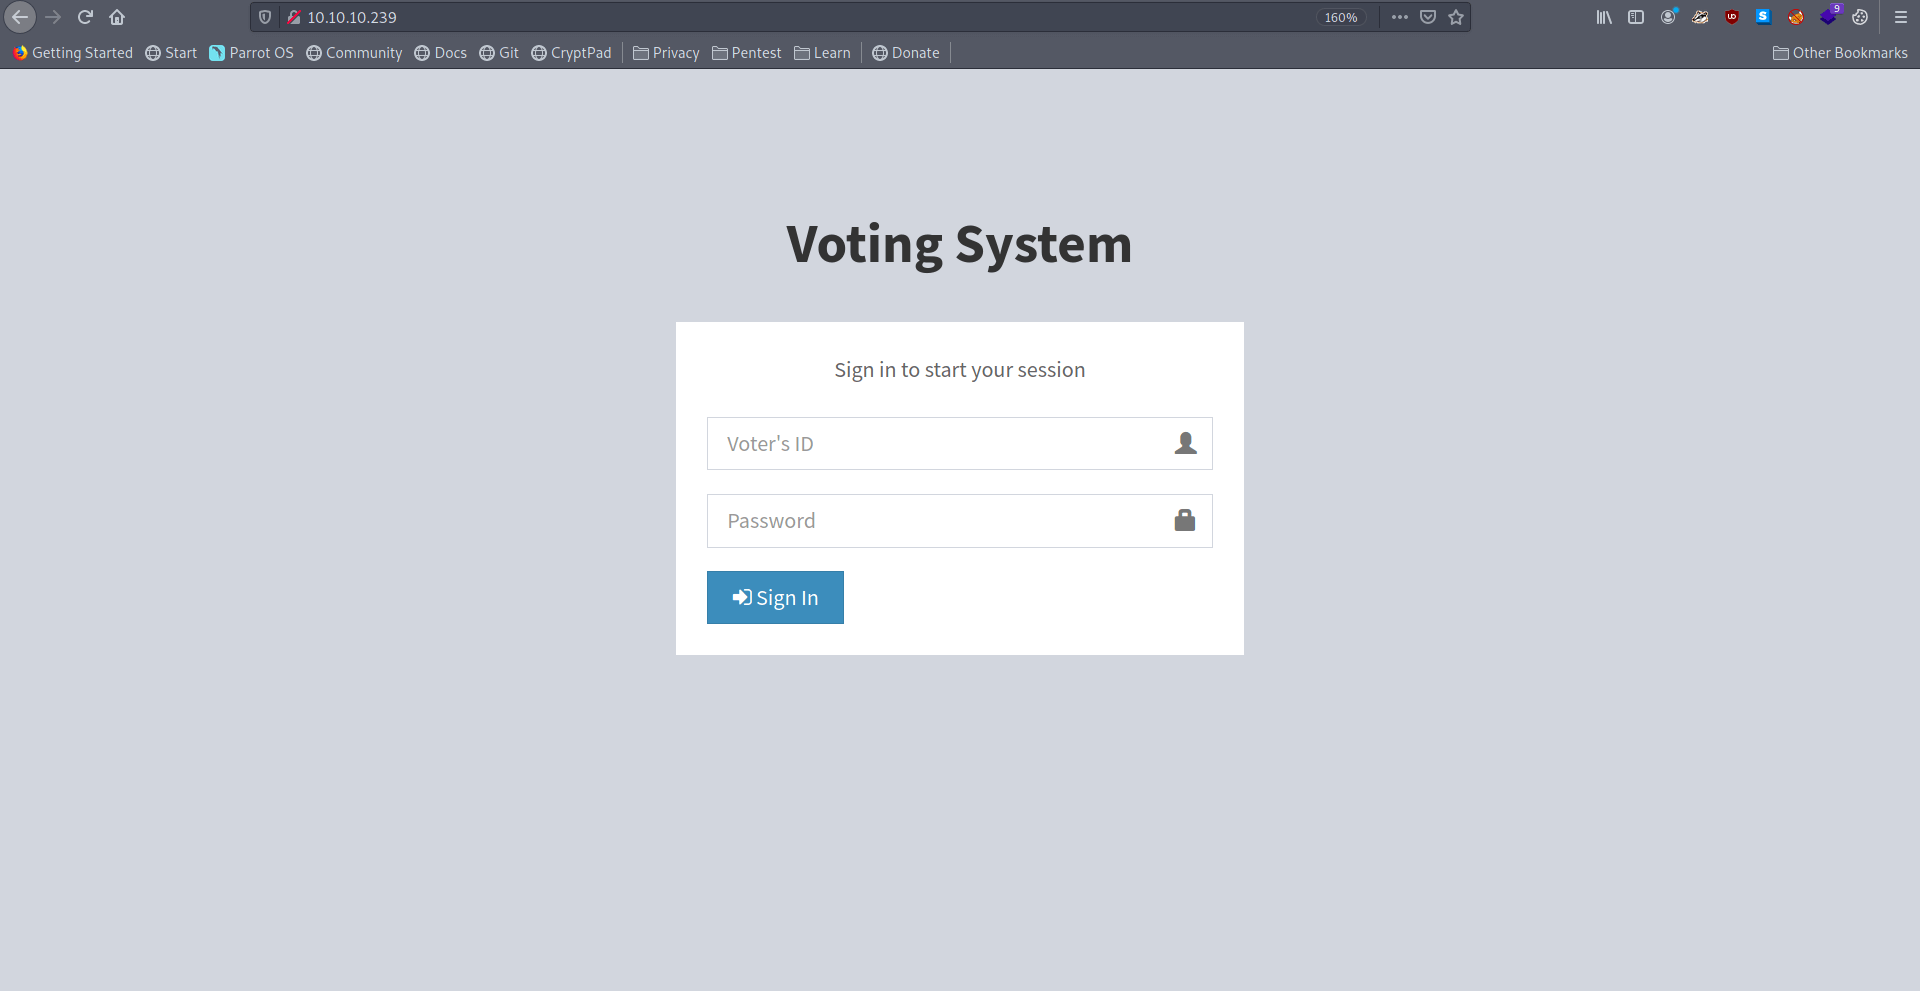 10.10.10.239 160% 9
Getting Started Start Parrot OS Community Docs Git CryptPad Privacy Pentest Learn Donate Other Bookmarks
Voting System
Sign in to start your session
Voter's ID
Password
Sign In